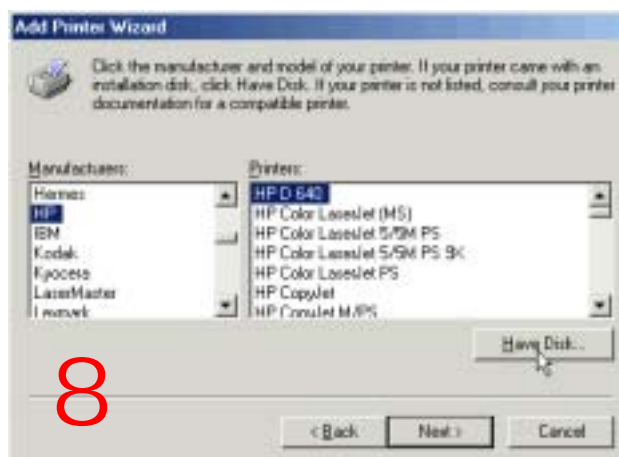 Add Printer Wizard
Click the manufacturer and model of your printer. If your printer came with an
installation disk, click Have Disk. If your printer is not listed, consult your printer
documentation for a compatible printer.
Manufacturers:
Hermes
HP
IBM
Kodak
Kyocera
LaserMaster
Lexmark
Printers:
HP D 640
HP Color LaserJet (MS)
HP Color LaserJet 5/5M PS
HP Color LaserJet 5/5M PS 9X
HP Color LaserJet PS
HP CopyJet
HP CopyJet M/PS
Have Disk...
8
< Back
Next >
Cancel